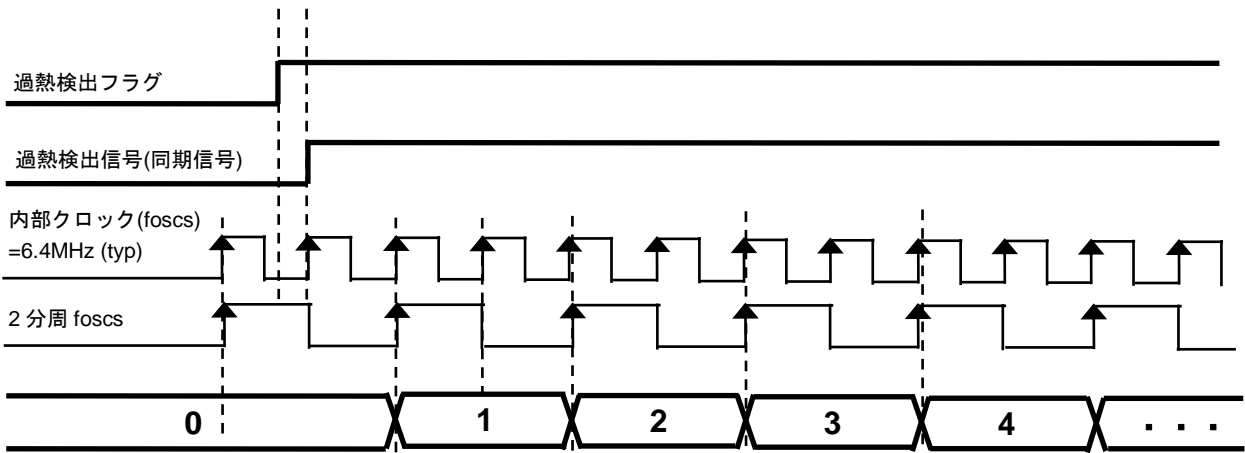 過熱検出フラグ
過熱検出信号(同期信号)
内部クロック(foscs)
=6.4MHz (typ)
2 分周 foscs
0 1 2 3 4 ・・・